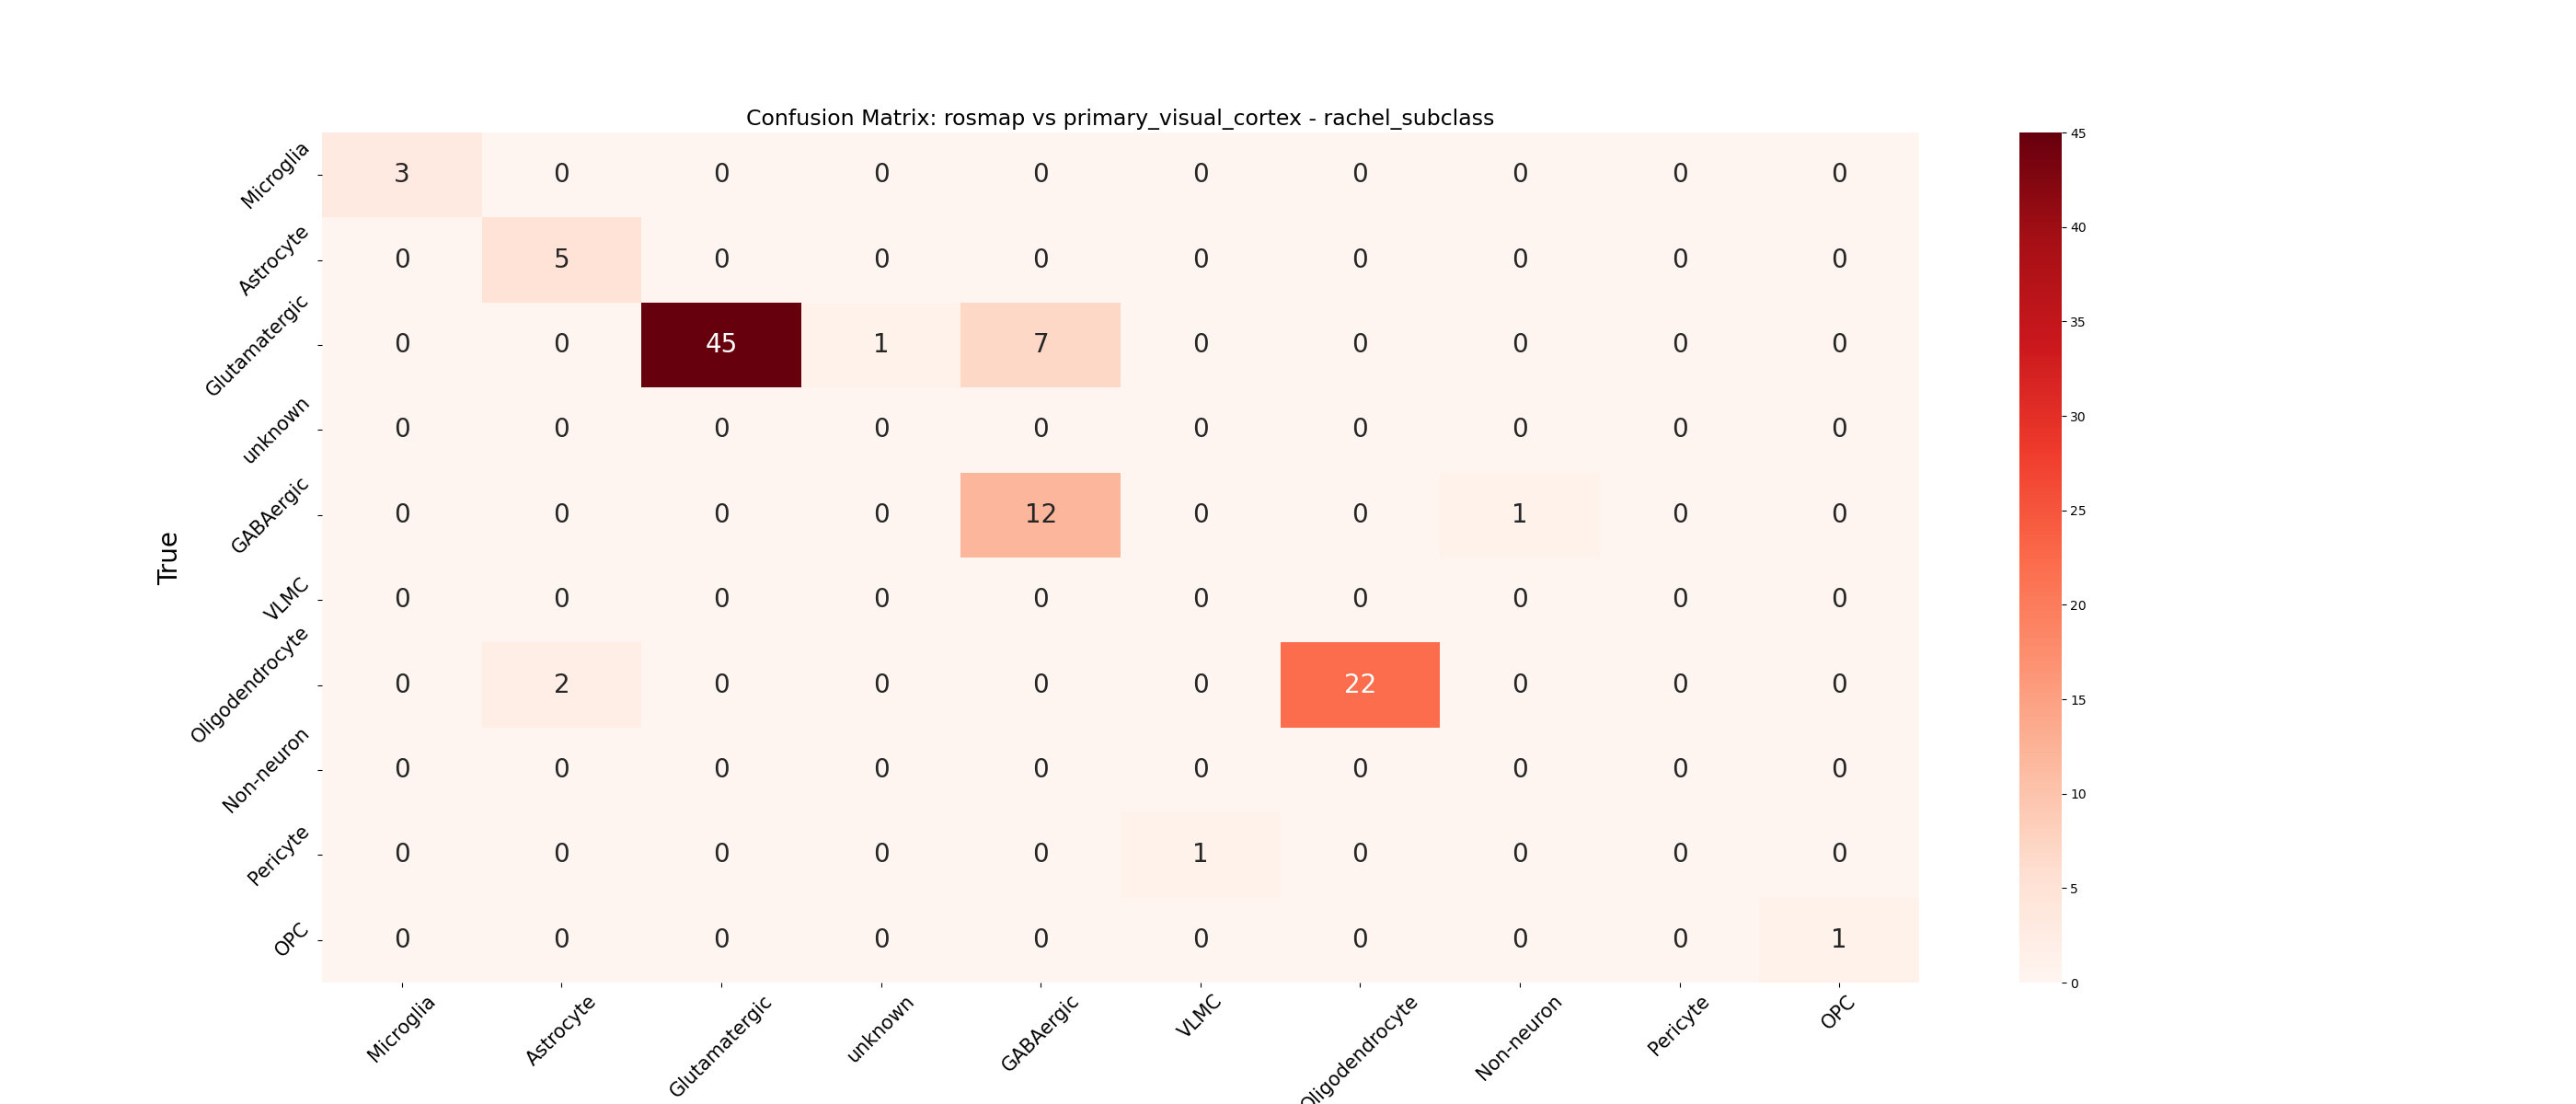 Confusion Matrix: rosmap vs primary_visual_cortex - rachel_subclass
True
Microglia 3 0 0 0 0 0 0 0 0 0
Astrocyte 0 5 0 0 0 0 0 0 0 0
Glutamatergic 0 0 45 1 7 0 0 0 0 0
unknown 0 0 0 0 0 0 0 0 0 0
GABAergic 0 0 0 0 12 0 0 1 0 0
VLMC 0 0 0 0 0 0 0 0 0 0
Oligodendrocyte 0 2 0 0 0 0 22 0 0 0
Non-neuron 0 0 0 0 0 0 0 0 0 0
Pericyte 0 0 0 0 0 1 0 0 0 0
OPC 0 0 0 0 0 0 0 0 0 1
Microglia Astrocyte Glutamatergic unknown GABAergic VLMC Oligodendrocyte Non-neuron Pericyte OPC
45
40
35
30
25
20
15
10
5
0